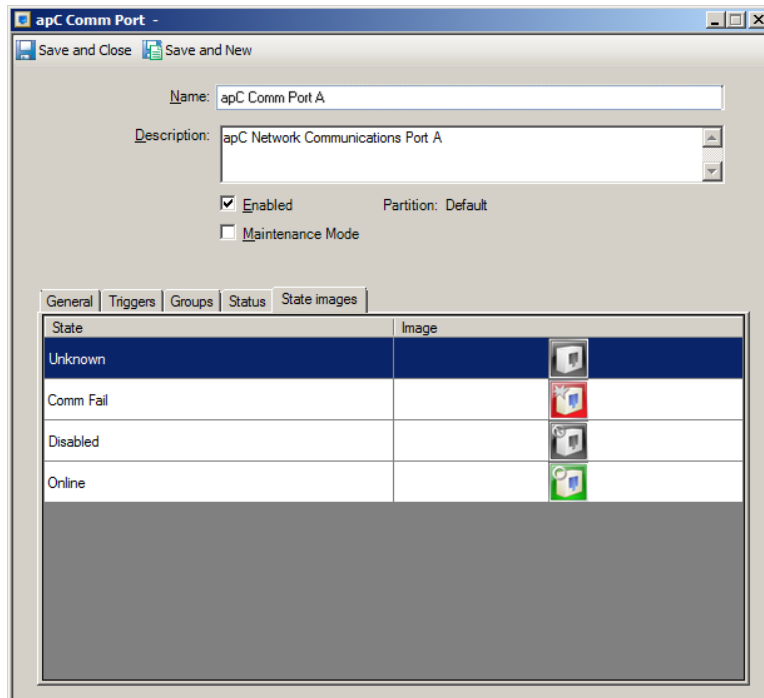 apC Comm Port -
Save and Close Save and New
Name: apC Comm Port A
Description: apC Network Communications Port A
Enabled Partition: Default
Maintenance Mode
General Triggers Groups Status State images
State Image
Unknown
Comm Fail
Disabled
Online